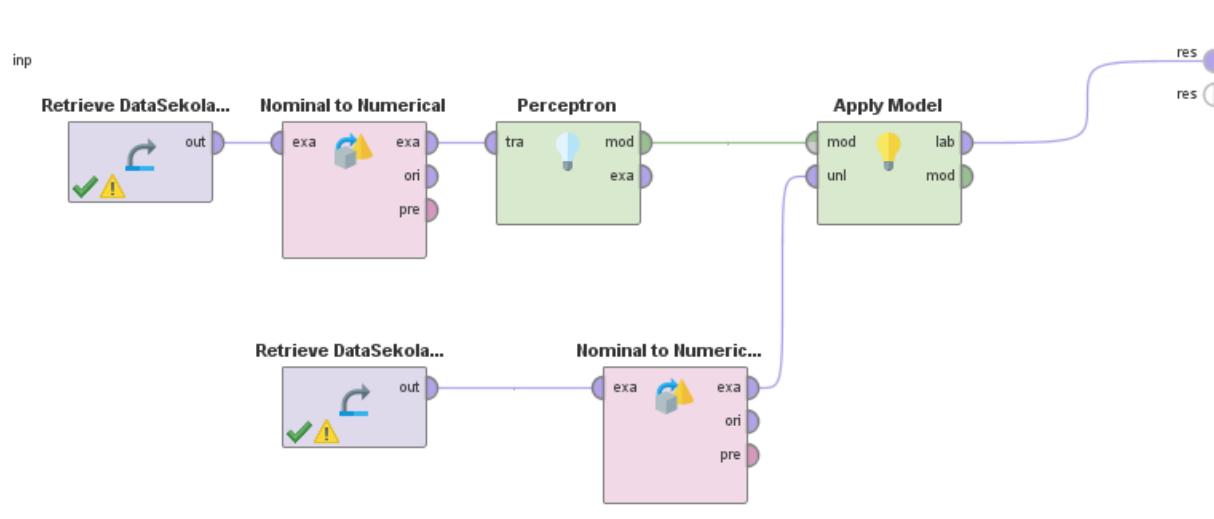 inp
res
res
Retrieve DataSekola...
out
Nominal to Numerical
exa
exa
ori
pre
Perceptron
tra
mod
exa
Apply Model
mod
lab
unl
mod
Retrieve DataSekola...
out
Nominal to Numeric...
exa
exa
ori
pre